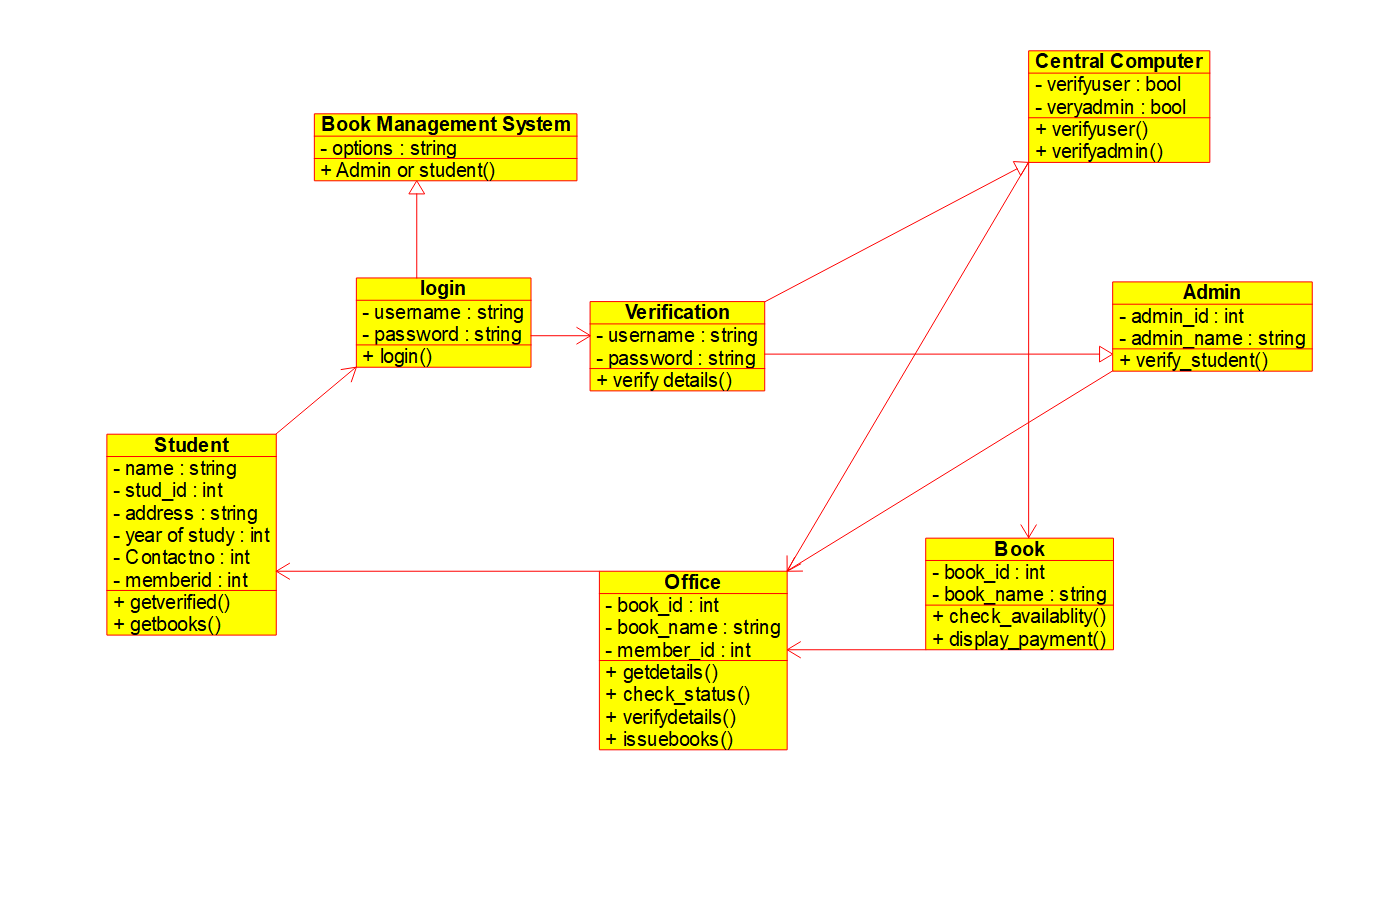 Central Computer
- verifyuser : bool
- veryadmin : bool
+ verifyuser()
+ verifyadmin()
Book Management System
- options : string
+ Admin or student()
login
- username : string
- password : string
+ login()
Verification
- username : string
- password : string
+ verify details()
Admin
- admin_id : int
- admin_name : string
+ verify_student()
Student
- name : string
- stud_id : int
- address : string
- year of study : int
- Contactno : int
- memberid : int
+ getverified()
+ getbooks()
Office
- book_id : int
- book_name : string
- member_id : int
+ getdetails()
+ check_status()
+ verifydetails()
+ issuebooks()
Book
- book_id : int
- book_name : string
+ check_availablity()
+ display_payment()